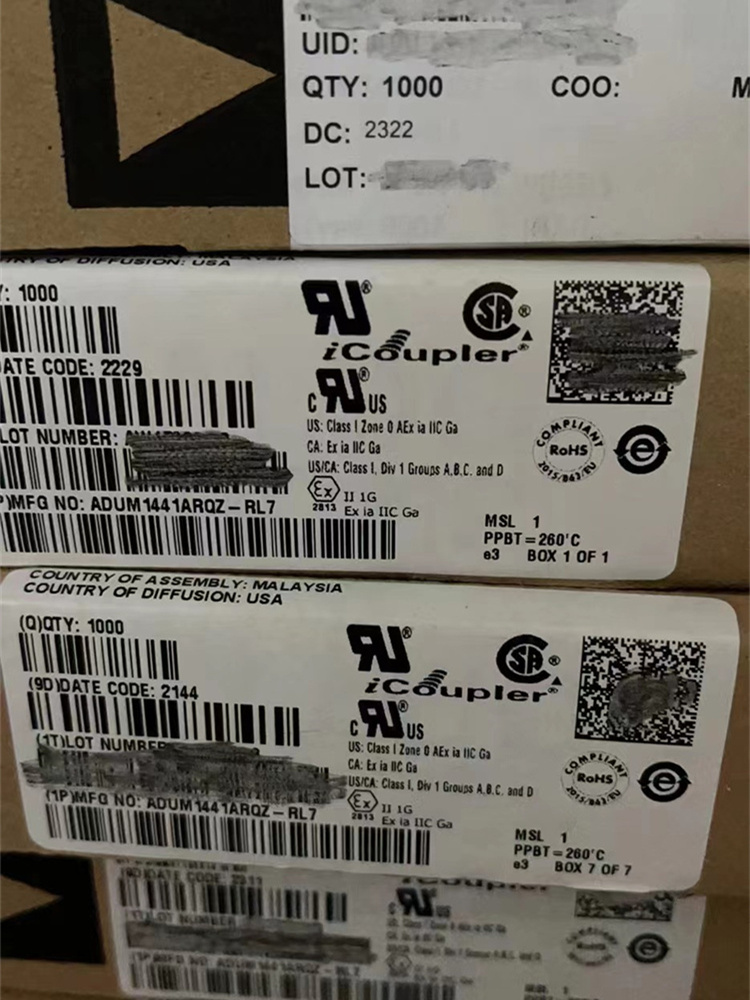 UID:
QTY: 1000 COO:
DC: 2322
LOT:
OF DIFFUSION: USA
: 1000
ATE CODE: 2229
LOT NUMBER:
)MFG NO: ADUM1441ARQZ-RL7
iCoupler®
C US
US: Class I Zone 0 AEx ia IIC Ga
CA: Ex ia IIC Ga
US/CA: Class I, Div 1 Groups A,B,C, and D
Ex II 1G
2813 Ex ia IIC Ga
COMPLIANT
RoHS
2015/863/EU
e
MSL 1
PPBT=260°C
e3 BOX 1 OF 1
COUNTRY OF ASSEMBLY: MALAYSIA
COUNTRY OF DIFFUSION: USA
(Q)QTY: 1000
(9D)DATE CODE: 2144
(1T)LOT NUMBER
(1P)MFG NO: ADUM1441ARQZ-RL7
iCoupler®
C US
US: Class I Zone 0 AEx ia IIC Ga
CA: Ex ia IIC Ga
US/CA: Class I, Div 1 Groups A,B,C, and D
Ex II 1G
2813 Ex ia IIC Ga
COMPLIANT
RoHS
2015/863/EU
e
MSL 1
PPBT=260°C
e3 BOX 7 OF 7
(1T)LOT NUMBER